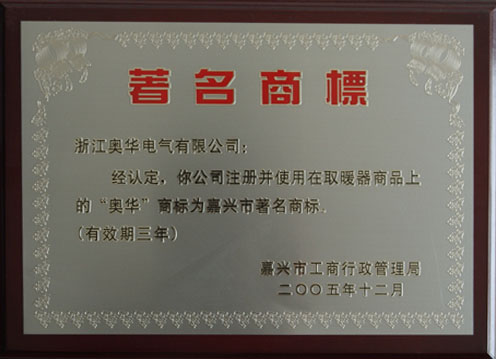 著名商標
浙江奥华电气有限公司：
经认定，你公司注册并使用在取暖器商品上
的“奥华”商标为嘉兴市著名商标。
（有效期三年）
嘉兴市工商行政管理局
二〇〇五年十二月